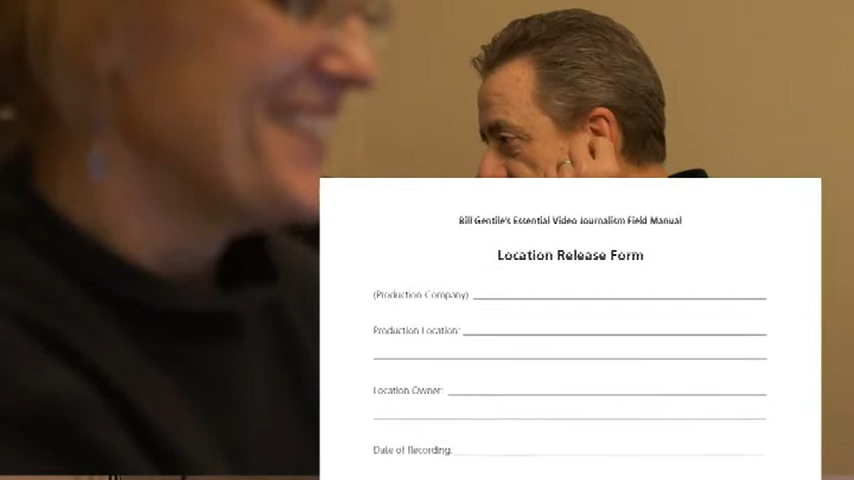 Bill Gentile's Essential Video Journalism Field Manual
Location Release Form
(Production Company)
Production Location:
Location Owner:
Date of Recording: